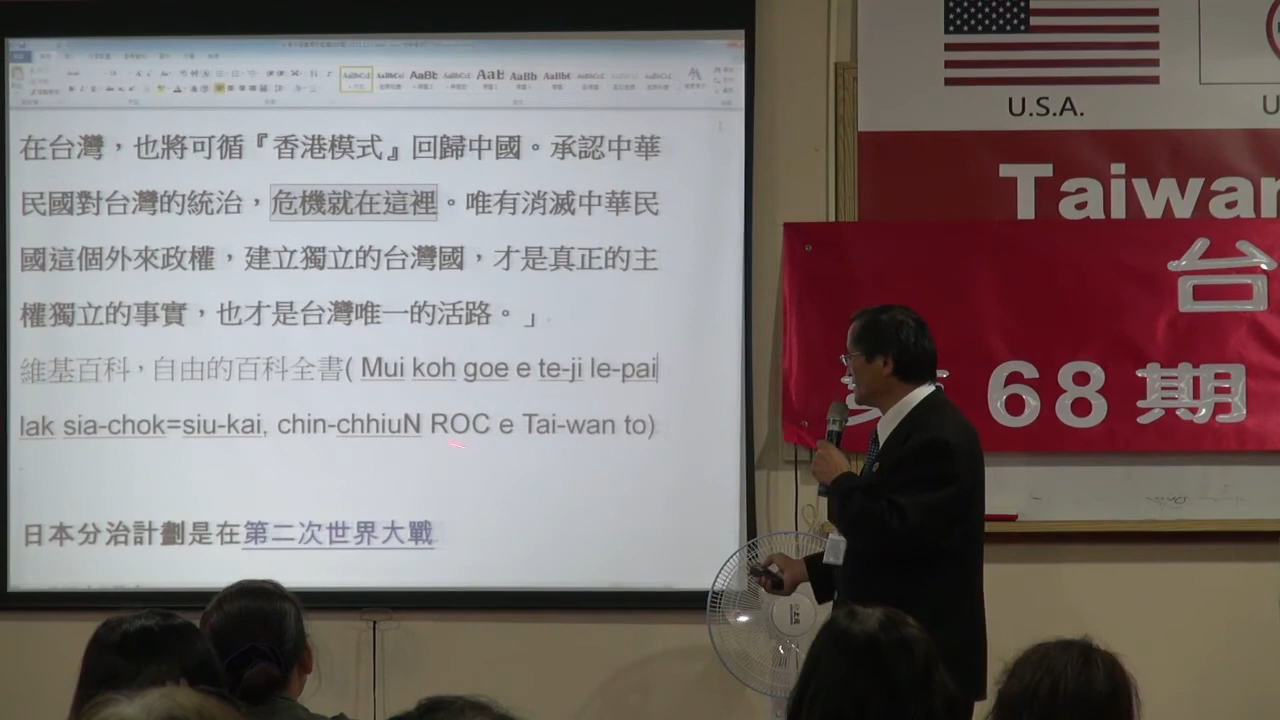 在台灣，也將可循『香港模式』回歸中國。承認中華
民國對台灣的統治，危機就在這裡。唯有消滅中華民
國這個外來政權，建立獨立的台灣國，才是真正的主
權獨立的事實，也才是台灣唯一的活路。」
維基百科，自由的百科全書( Mui koh goe e te-ji le-pai
lak sia-chok=siu-kai, chin-chhiuN ROC e Tai-wan to)
日本分治計劃是在第二次世界大戰
U.S.A.
U
Taiwan
台
68 期